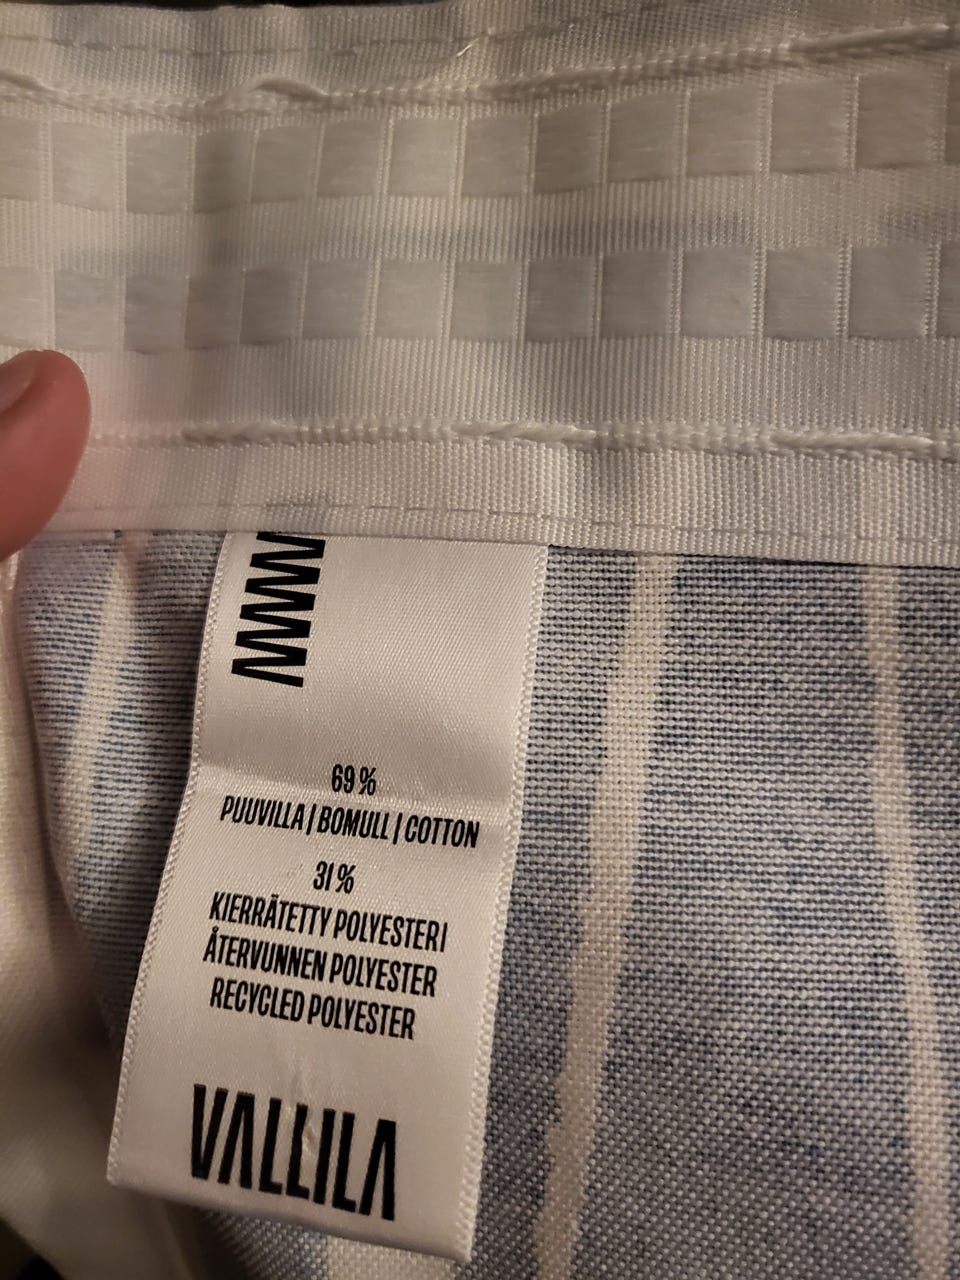 69%
PUUVILLA | BOMULL | COTTON
31%
KIERRÄTETTY POLYESTERI
ÅTERVUNNEN POLYESTER
RECYCLED POLYESTER
VALLILA